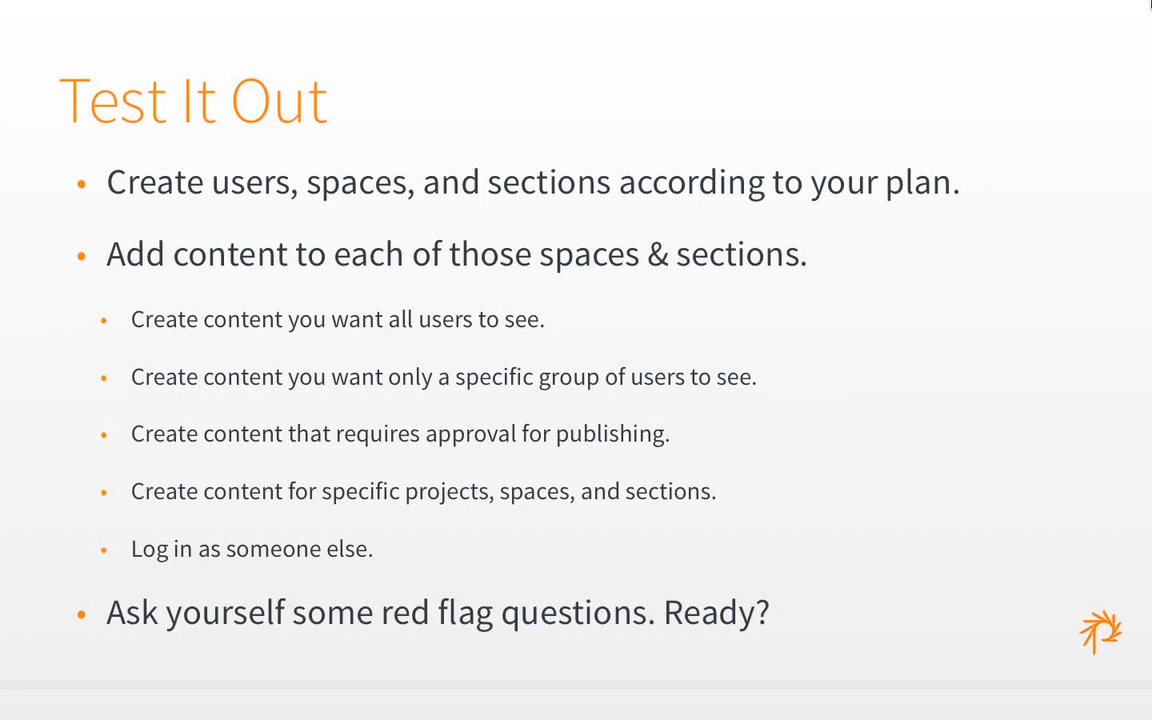 Test It Out
• Create users, spaces, and sections according to your plan.
• Add content to each of those spaces & sections.
• Create content you want all users to see.
• Create content you want only a specific group of users to see.
• Create content that requires approval for publishing.
• Create content for specific projects, spaces, and sections.
• Log in as someone else.
• Ask yourself some red flag questions. Ready?